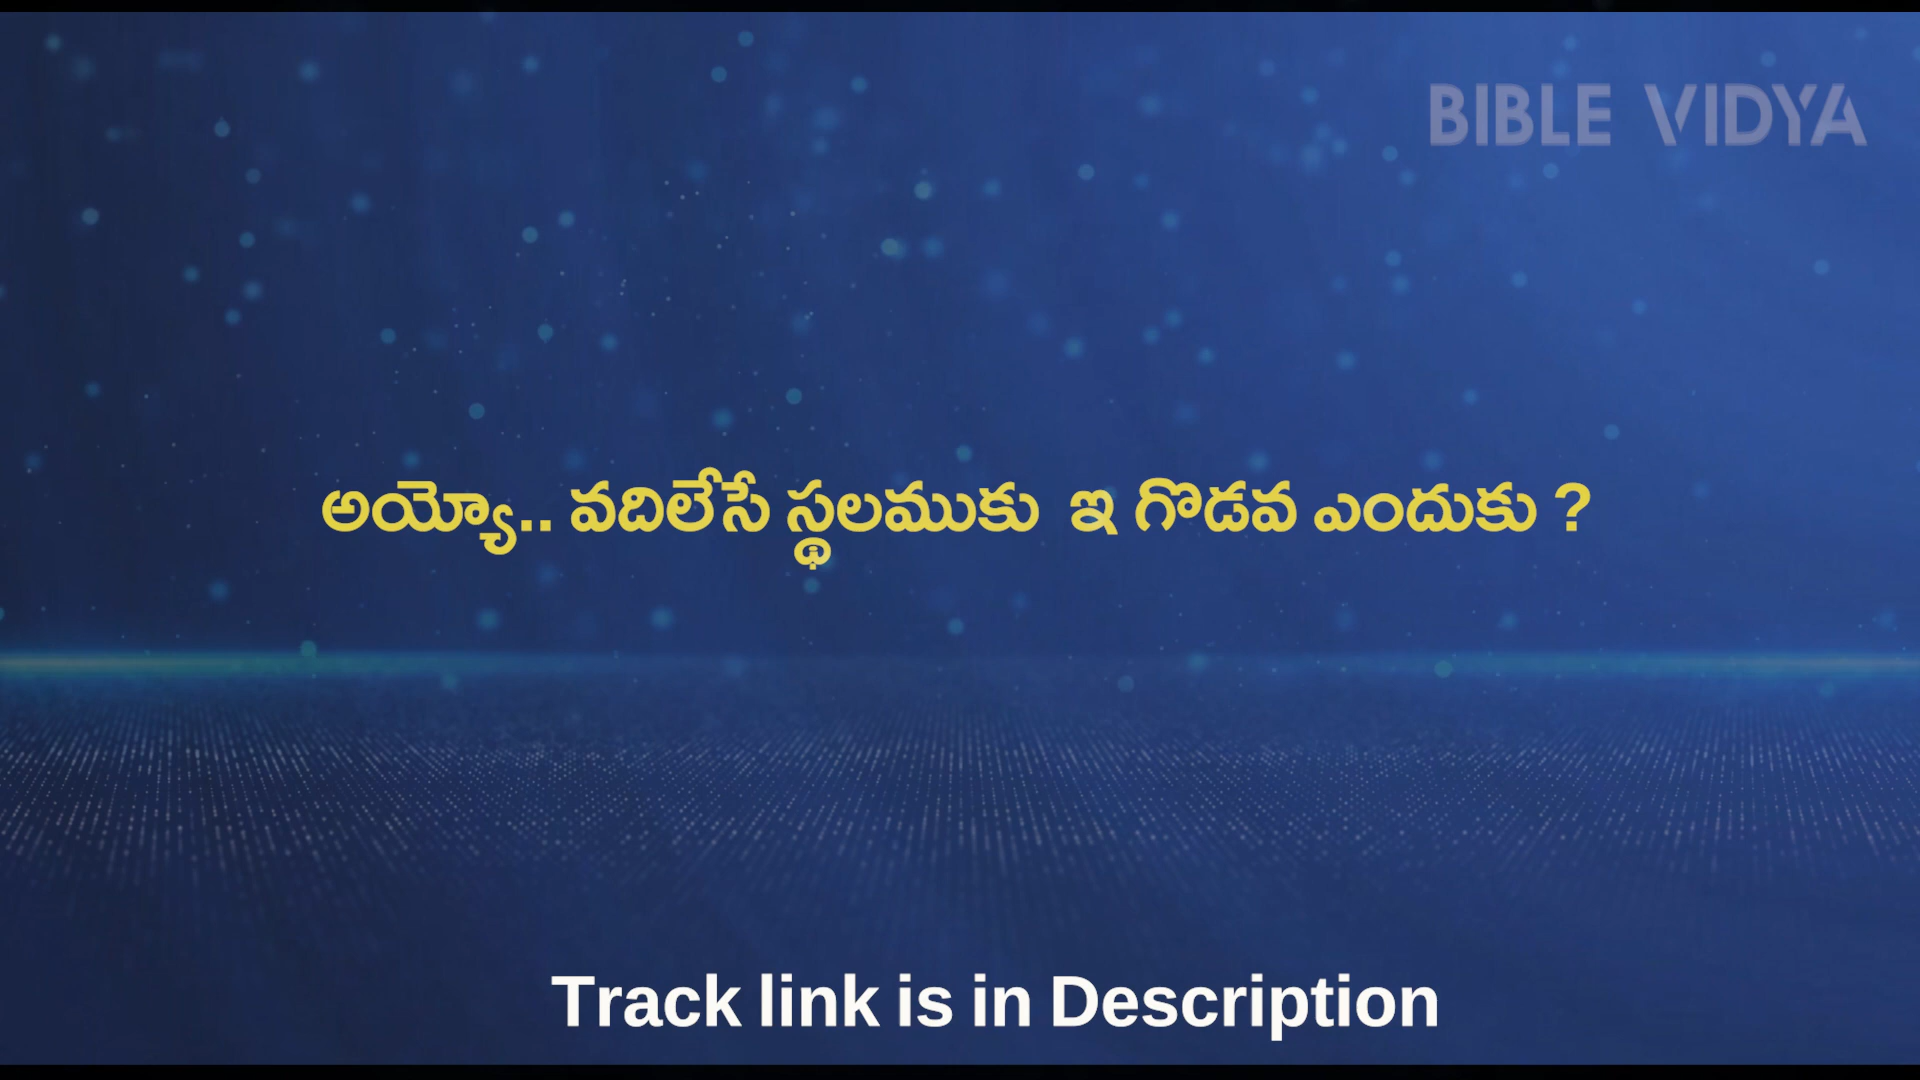 BIBLE VIDYA
అయ్యో.. వదిలేసే స్థలముకు ఇ గొడవ ఎందుకు ?
Track link is in Description